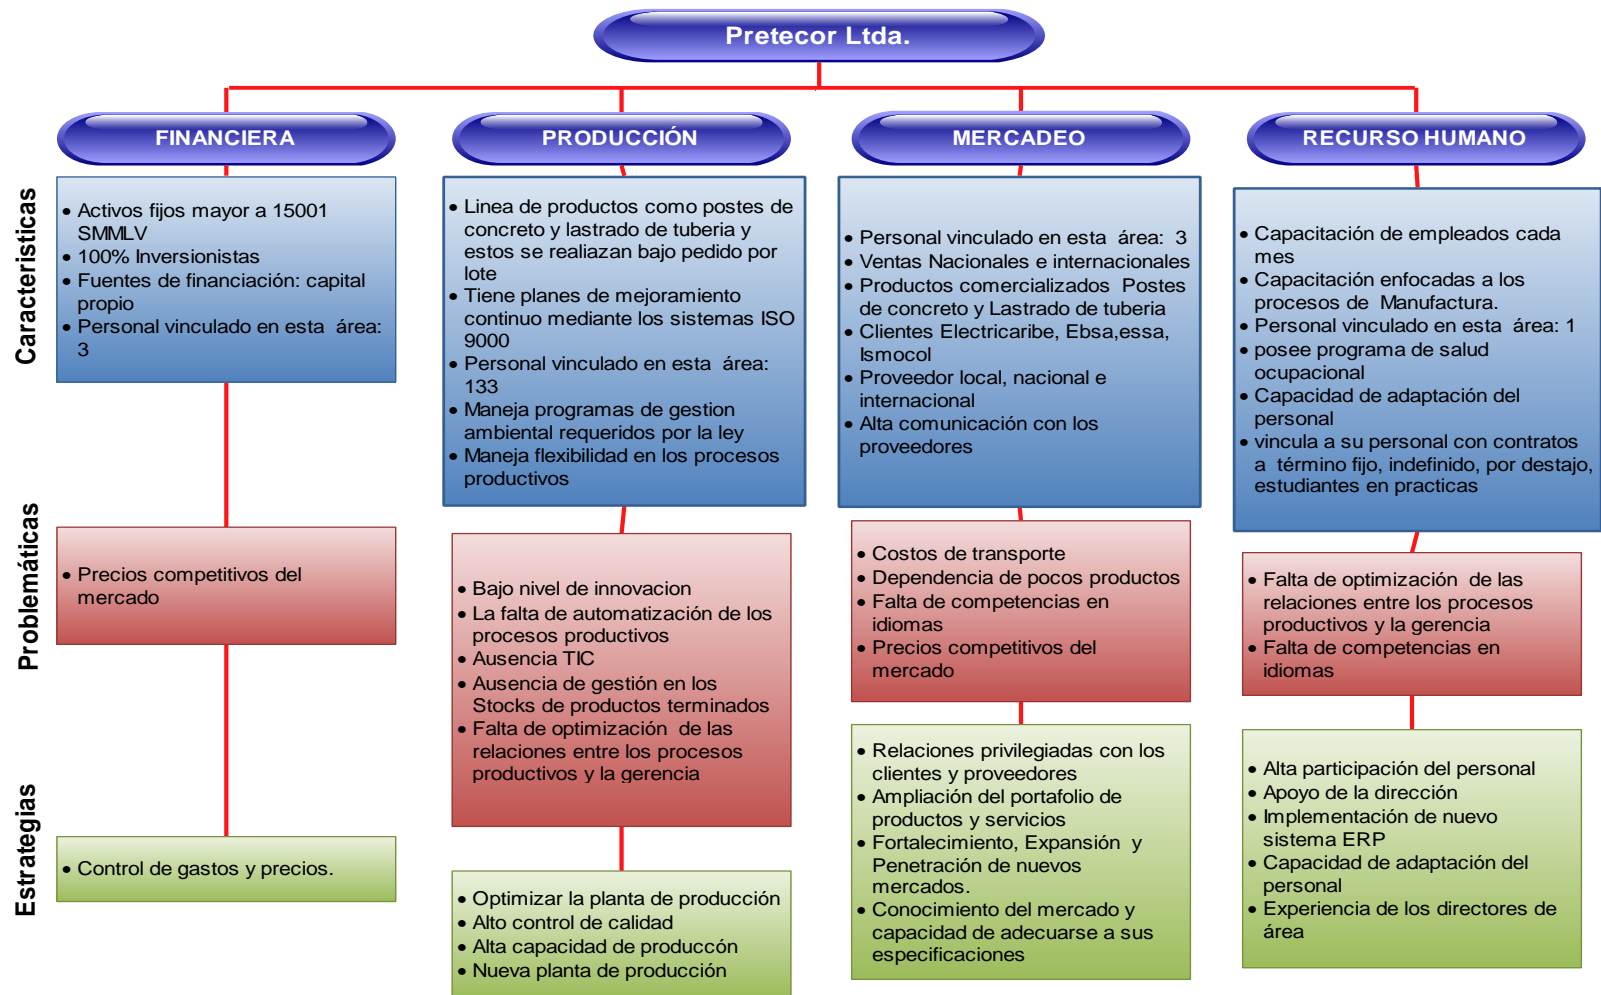 Pretecor Ltda.
FINANCIERA
PRODUCCIÓN
MERCADEO
RECURSO HUMANO
Características
• Activos fijos mayor a 15001
SMMLV
• 100% Inversionistas
• Fuentes de financiación: capital
propio
• Personal vinculado en esta área:
3
• Linea de productos como postes de
concreto y lastrado de tuberia y
estos se realiazan bajo pedido por
lote
• Tiene planes de mejoramiento
continuo mediante los sistemas ISO
9000
• Personal vinculado en esta área:
133
• Maneja programas de gestion
ambiental requeridos por la ley
• Maneja flexibilidad en los procesos
productivos
• Personal vinculado en esta área: 3
• Ventas Nacionales e internacionales
• Productos comercializados Postes
de concreto y Lastrado de tuberia
• Clientes Electricaribe, Ebsa,essa,
Ismocol
• Proveedor local, nacional e
internacional
• Alta comunicación con los
proveedores
• Capacitación de empleados cada
mes
• Capacitación enfocadas a los
procesos de Manufactura.
• Personal vinculado en esta área: 1
• posee programa de salud
ocupacional
• Capacidad de adaptación del
personal
• vincula a su personal con contratos
a término fijo, indefinido, por destajo,
estudiantes en practicas
Problemáticas
• Precios competitivos del
mercado
• Bajo nivel de innovacion
• La falta de automatización de los
procesos productivos
• Ausencia TIC
• Ausencia de gestión en los
Stocks de productos terminados
• Falta de optimización de las
relaciones entre los procesos
productivos y la gerencia
• Costos de transporte
• Dependencia de pocos productos
• Falta de competencias en
idiomas
• Precios competitivos del
mercado
• Falta de optimización de las
relaciones entre los procesos
productivos y la gerencia
• Falta de competencias en
idiomas
Estrategias
• Control de gastos y precios.
• Optimizar la planta de producción
• Alto control de calidad
• Alta capacidad de produccón
• Nueva planta de producción
• Relaciones privilegiadas con los
clientes y proveedores
• Ampliación del portafolio de
productos y servicios
• Fortalecimiento, Expansión y
Penetración de nuevos
mercados.
• Conocimiento del mercado y
capacidad de adecuarse a sus
especificaciones
• Alta participación del personal
• Apoyo de la dirección
• Implementación de nuevo
sistema ERP
• Capacidad de adaptación del
personal
• Experiencia de los directores de
área